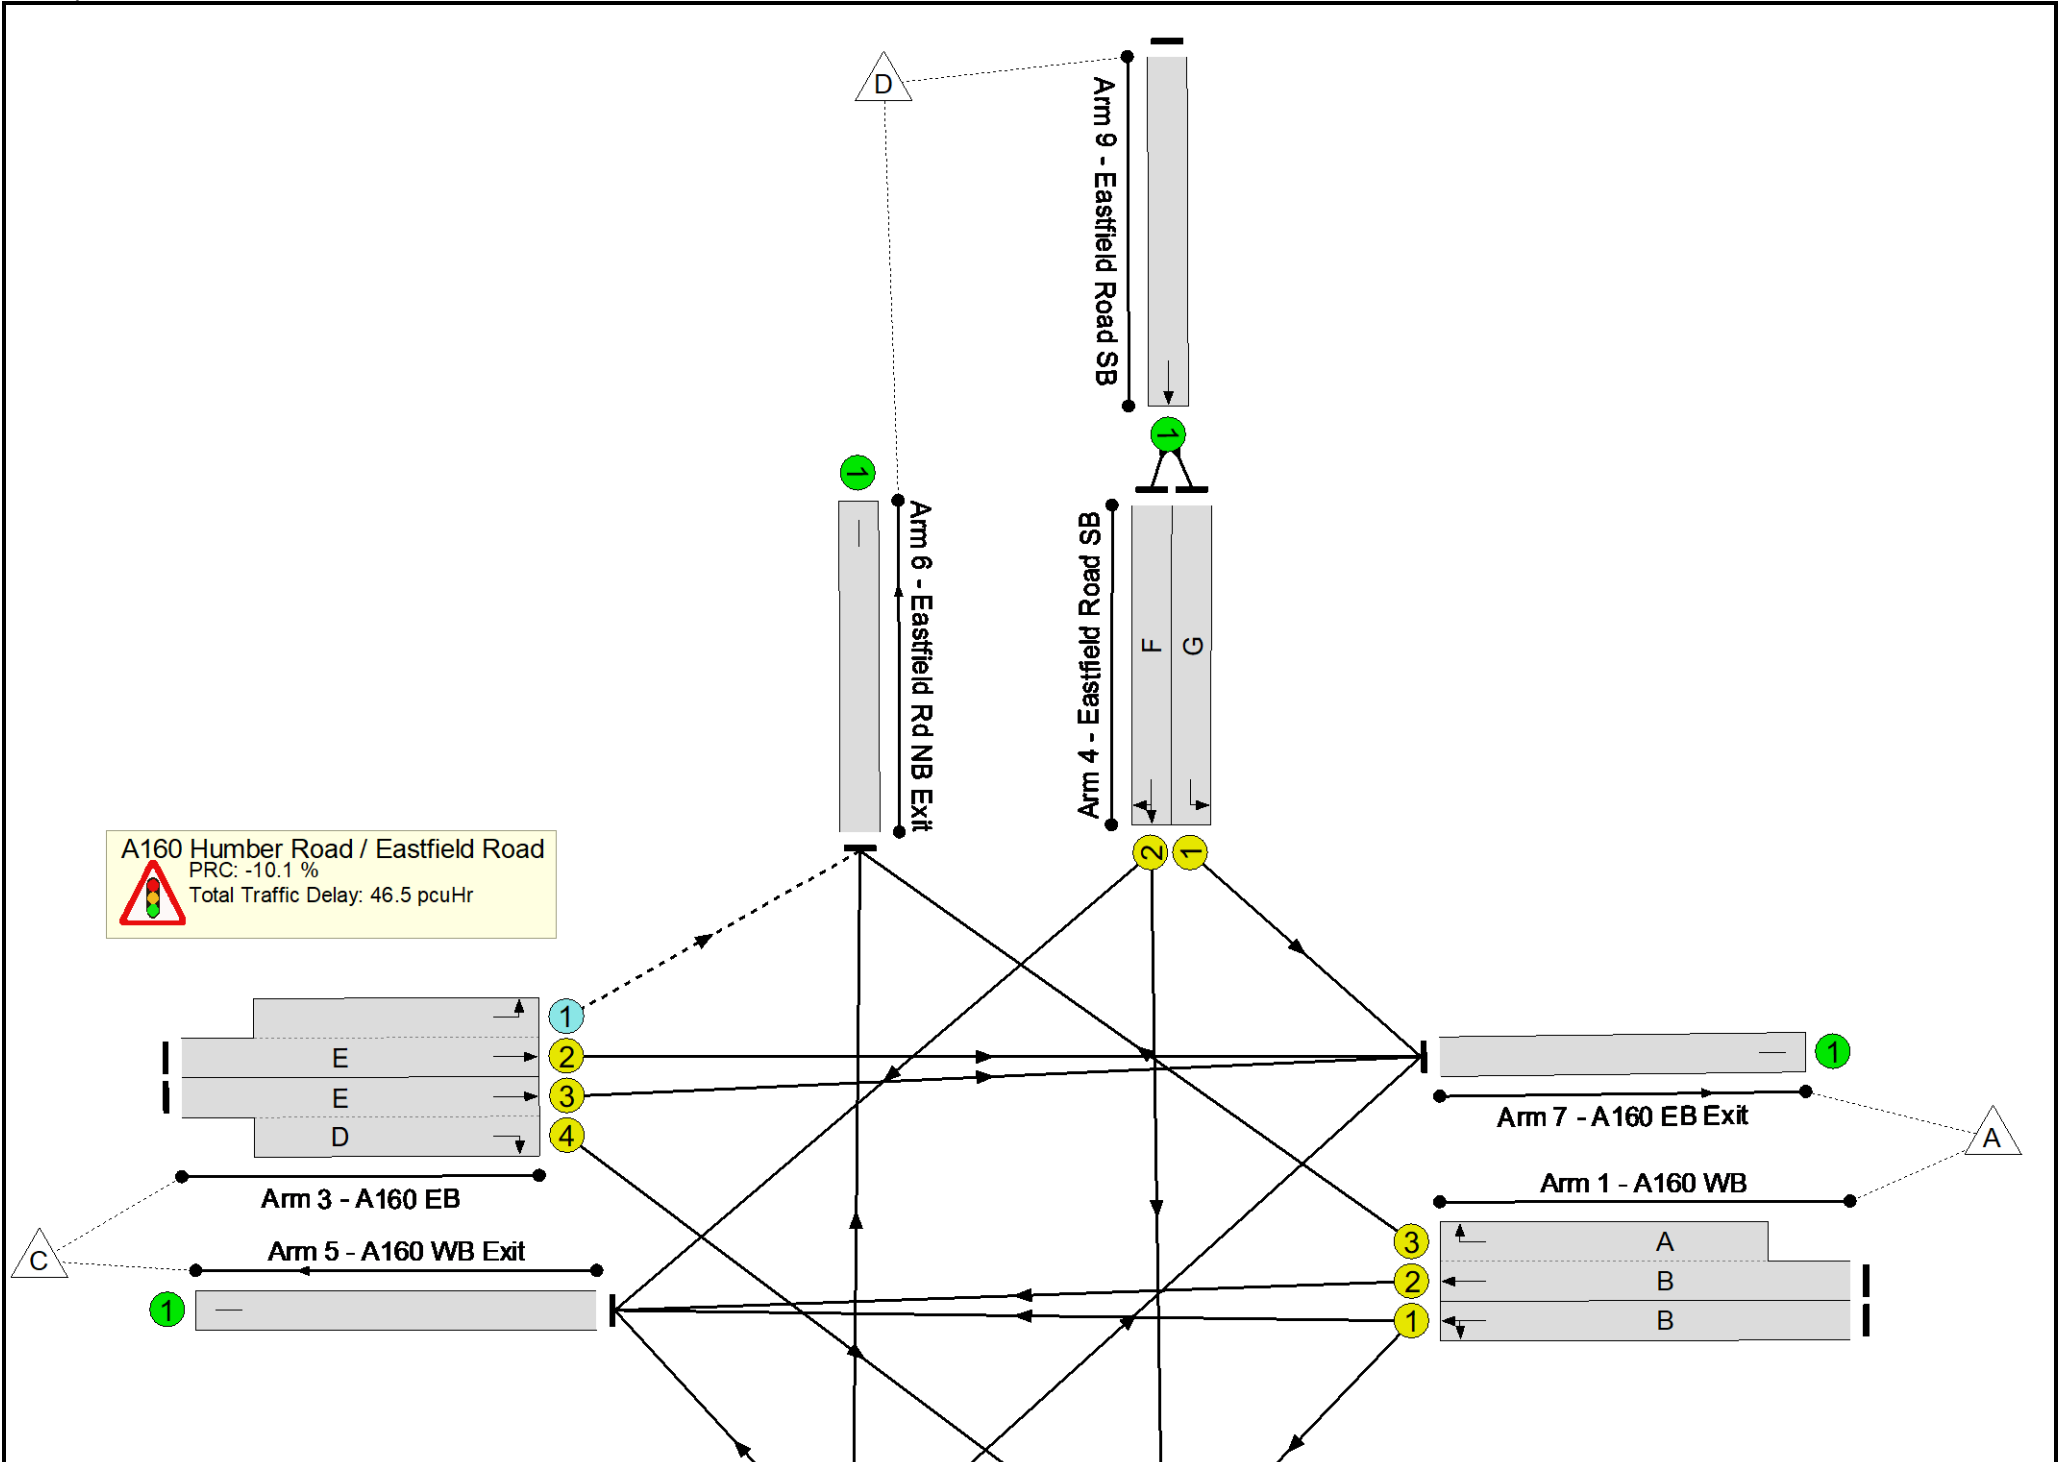 D
Arm 9 - Eastfield Road SB
1
1
Arm 6 - Eastfield Rd NB Exit
Arm 4 - Eastfield Road SB
F
G
2
1
A160 Humber Road / Eastfield Road
PRC: -10.1 %
Total Traffic Delay: 46.5 pcuHr
1
E
2
E
3
D
4
Arm 3 - A160 EB
C
Arm 5 - A160 WB Exit
1
1
Arm 7 - A160 EB Exit
A
Arm 1 - A160 WB
3
A
2
B
1
B